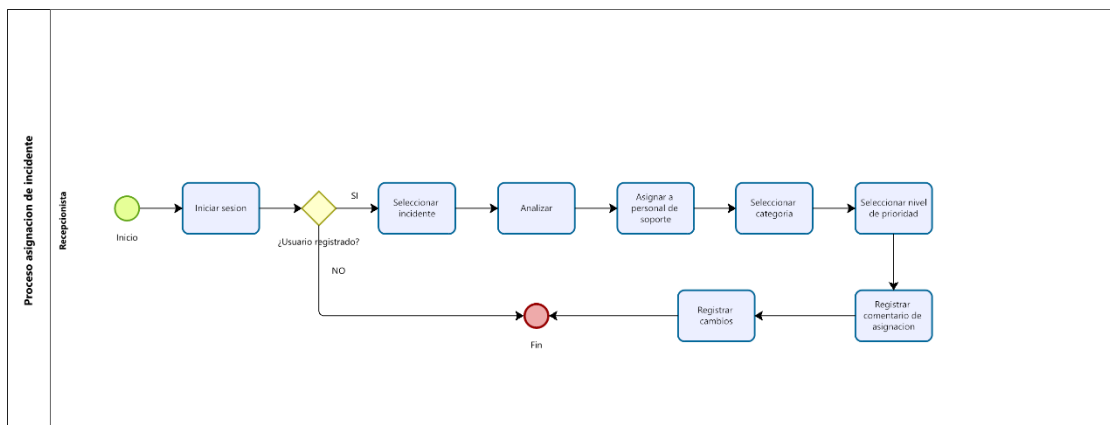 Proceso asignacion de incidente
Recepcionista
Inicio
Iniciar sesion
¿Usuario registrado?
SI
NO
Seleccionar
incidente
Analizar
Asignar a
personal de
soporte
Seleccionar
categoria
Seleccionar nivel
de prioridad
Registrar
comentario de
asignacion
Registrar
cambios
Fin